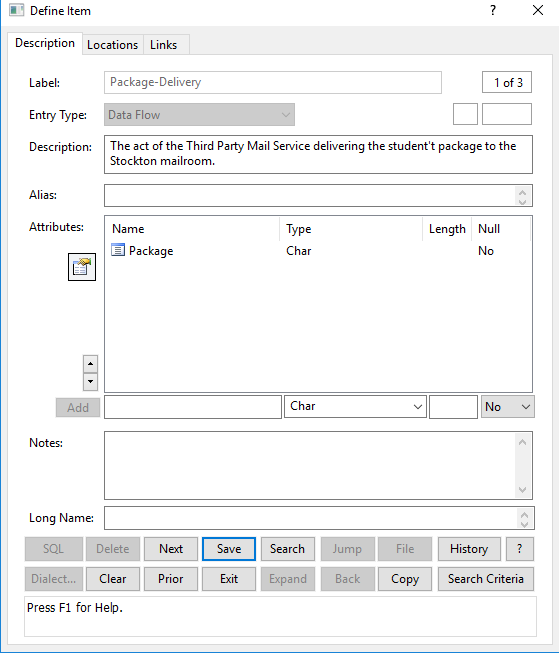 Define Item
?
Description
Locations
Links
Label:
Package-Delivery
1 of 3
Entry Type:
Data Flow
Description:
The act of the Third Party Mail Service delivering the student't package to the
Stockton mailroom.
Alias:
Attributes:
Name Type Length Null
Package Char No
Add
Char
No
Notes:
Long Name:
SQL Delete Next Save Search Jump File History ?
Dialect... Clear Prior Exit Expand Back Copy Search Criteria
Press F1 for Help.